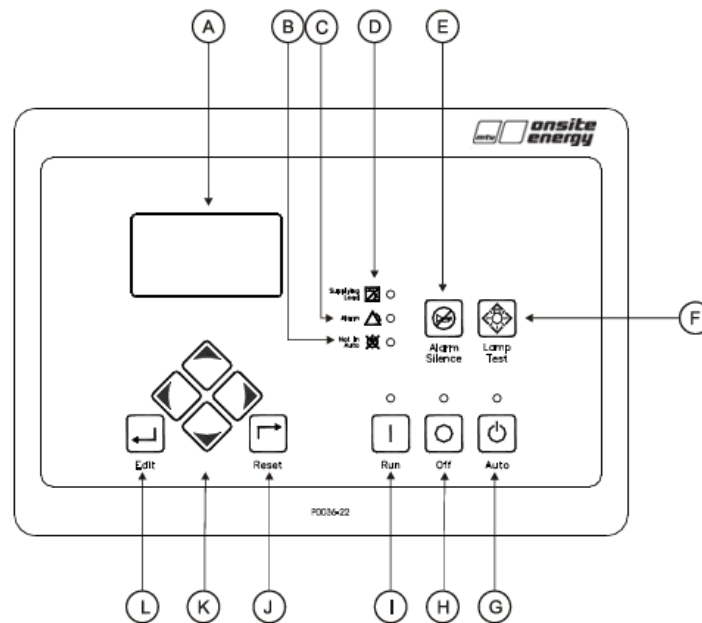 A
B
C
D
E
mtu onsite
energy
Supplying
Load
Alarm
Not In
Auto
Alarm
Silence
Lamp
Test
F
Edit
Reset
Run
Off
Auto
P0036-22
L
K
J
I
H
G